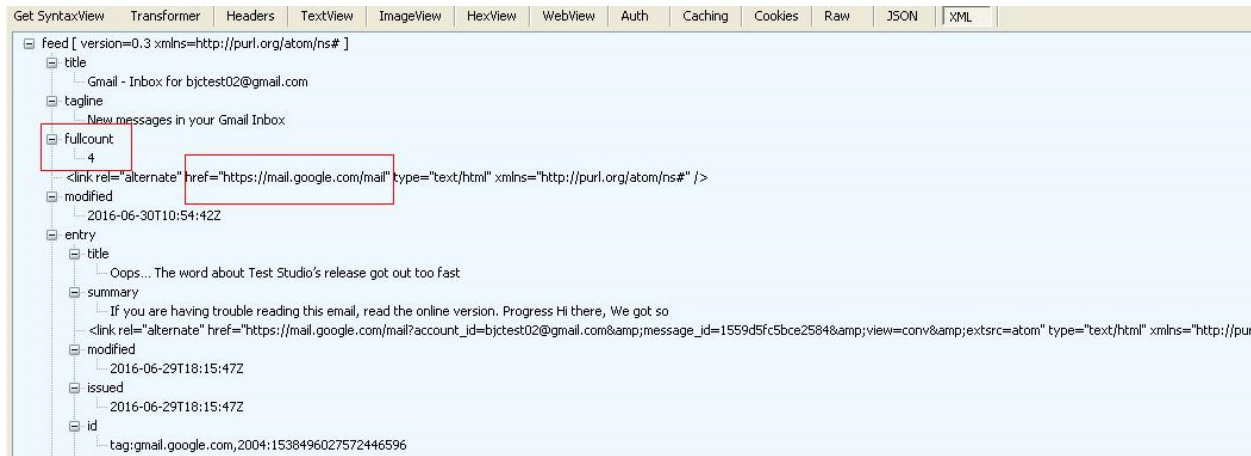 Get SyntaxView Transformer Headers TextView ImageView HexView WebView Auth Caching Cookies Raw JSON XML
feed [ version=0.3 xmlns=http://purl.org/atom/ns# ]
title
Gmail - Inbox for bjctest02@gmail.com
tagline
New messages in your Gmail Inbox
fullcount
4
<link rel="alternate" href="https://mail.google.com/mail" type="text/html" xmlns="http://purl.org/atom/ns#" />
modified
2016-06-30T10:54:42Z
entry
title
Oops... The word about Test Studio's release got out too fast
summary
If you are having trouble reading this email, read the online version. Progress Hi there, We got so
<link rel="alternate" href="https://mail.google.com/mail?account_id=bjctest02@gmail.com&amp;message_id=1559d5fc5bce2584&amp;view=conv&amp;extsrc=atom" type="text/html" xmlns="http://pur
modified
2016-06-29T18:15:47Z
issued
2016-06-29T18:15:47Z
id
tag:gmail.google.com,2004:1538496027572446596